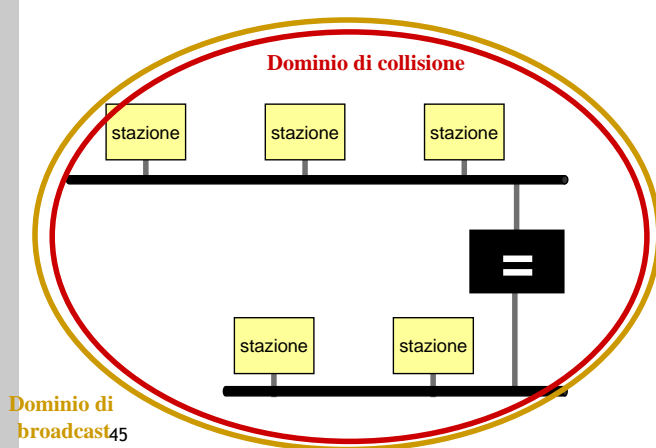 Dominio di collisione
stazione stazione stazione
=
stazione stazione
Dominio di
broadcast 45